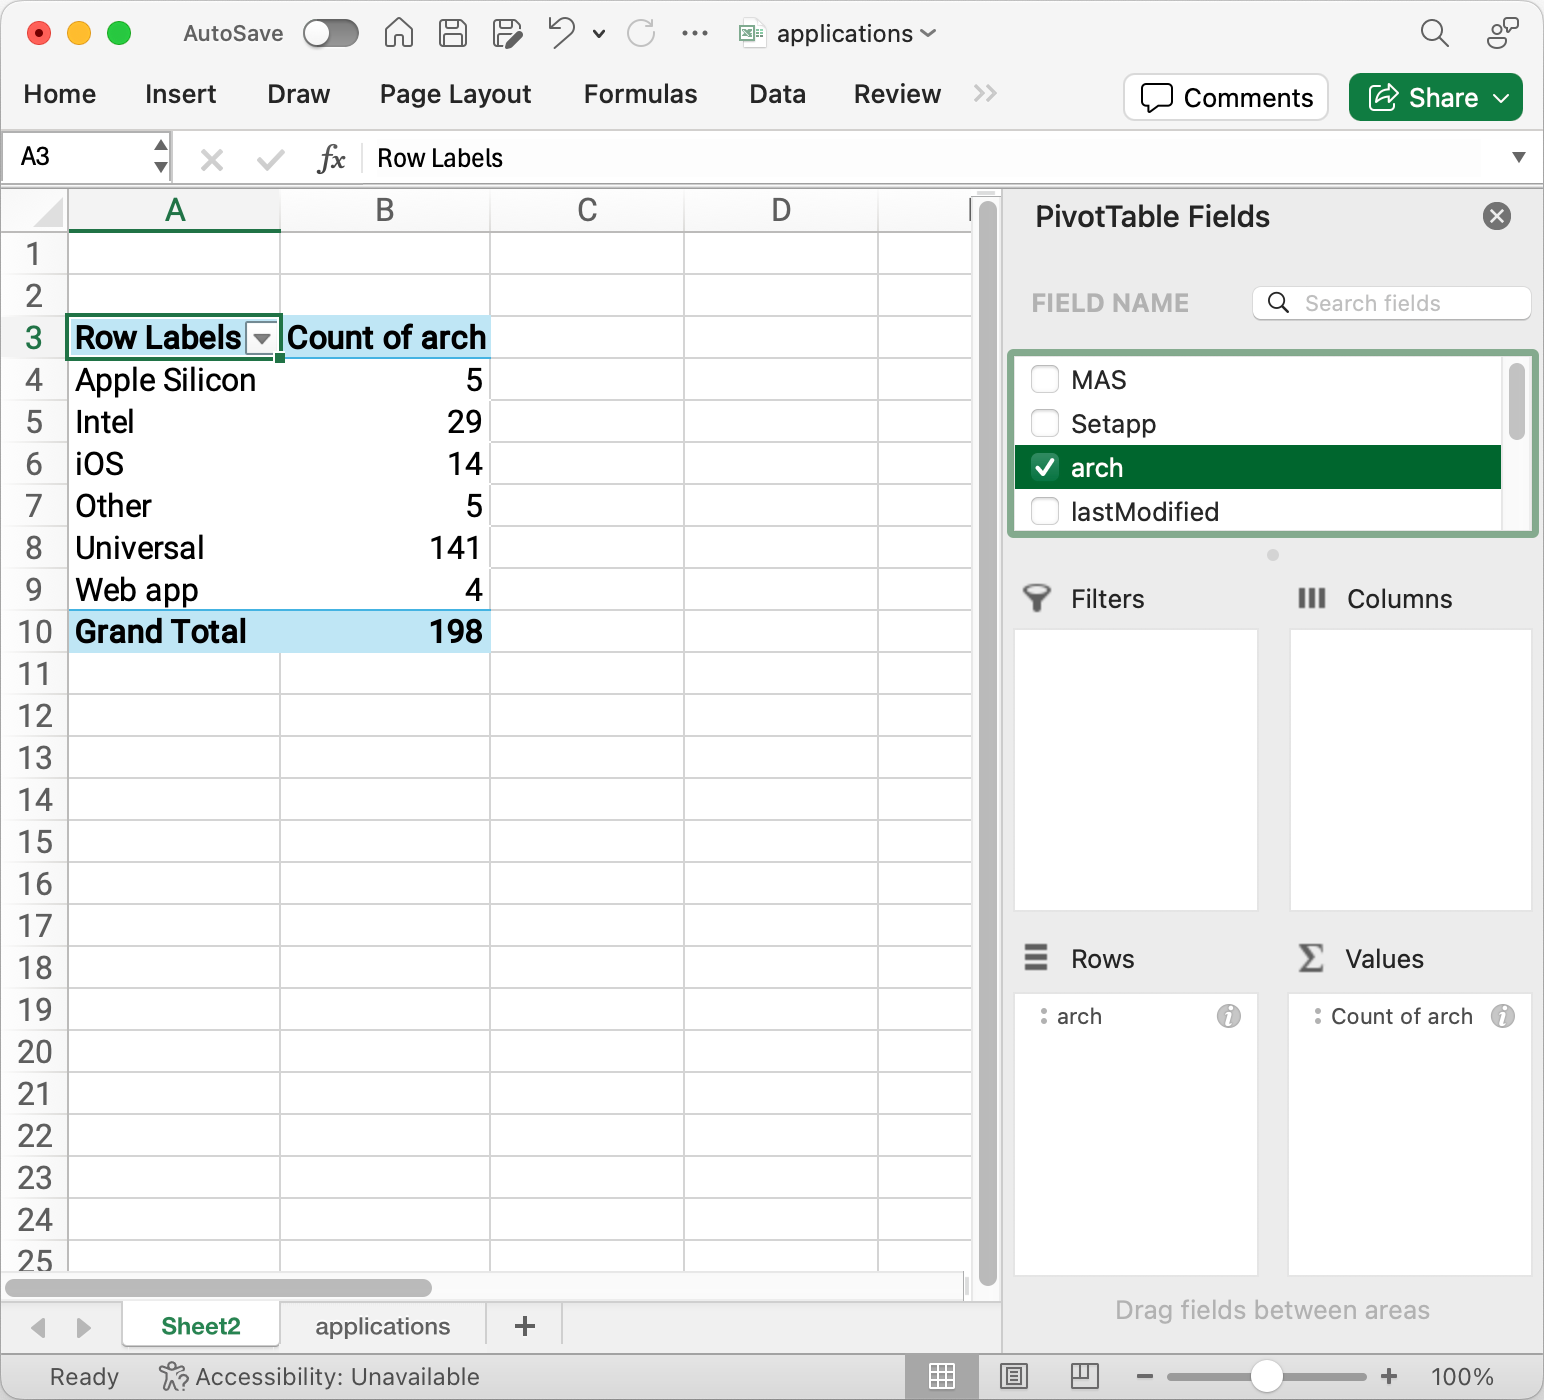 AutoSave applications
Home Insert Draw Page Layout Formulas Data Review Comments Share
A3 fx Row Labels
A B C D
1
2
3 Row Labels Count of arch
4 Apple Silicon 5
5 Intel 29
6 iOS 14
7 Other 5
8 Universal 141
9 Web app 4
10 Grand Total 198
11
12
13
14
15
16
17
18
19
20
21
22
23
24
25
PivotTable Fields
FIELD NAME Search fields
MAS
Setapp
arch
lastModified
Filters Columns
Rows Values
arch Count of arch
Drag fields between areas
Sheet2 applications +
Ready Accessibility: Unavailable 100%